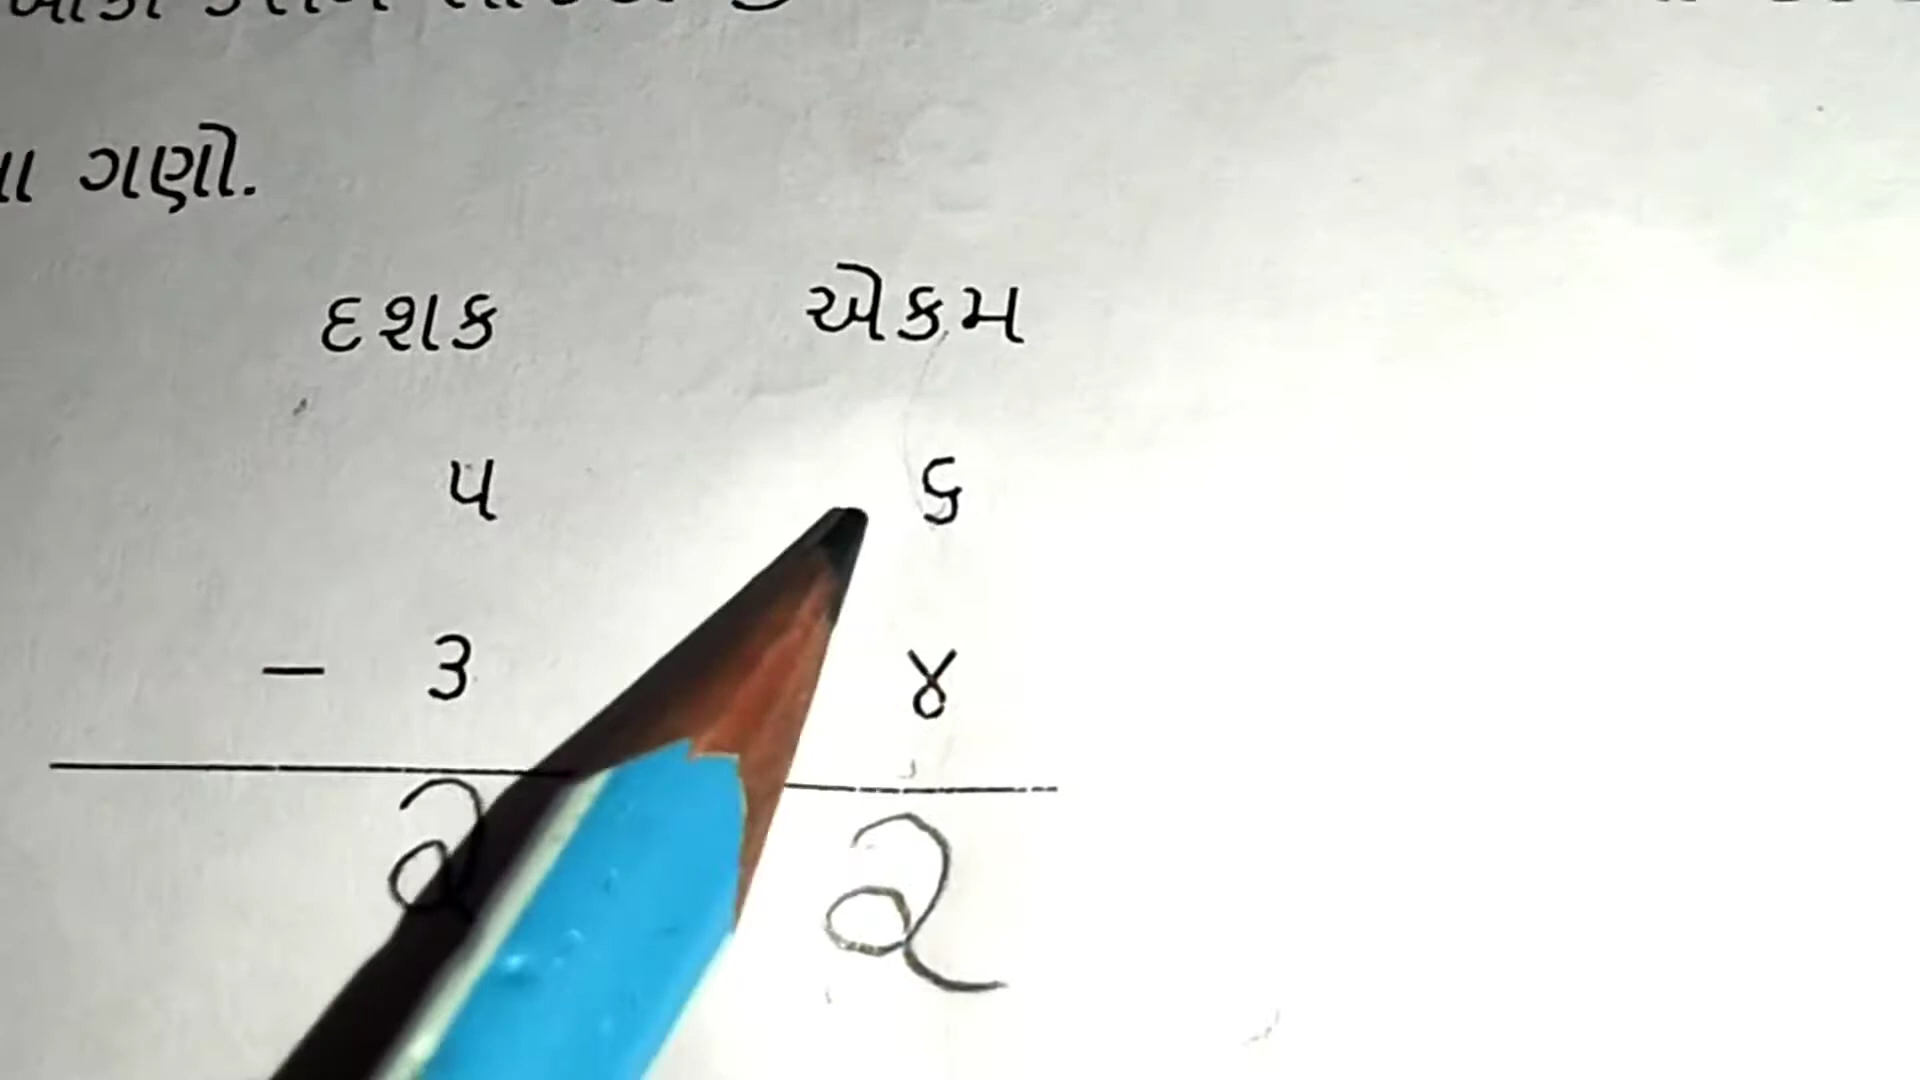 ગણો.
દશક એકમ
૫ ૬
- ૩ ૪
૨ ૨